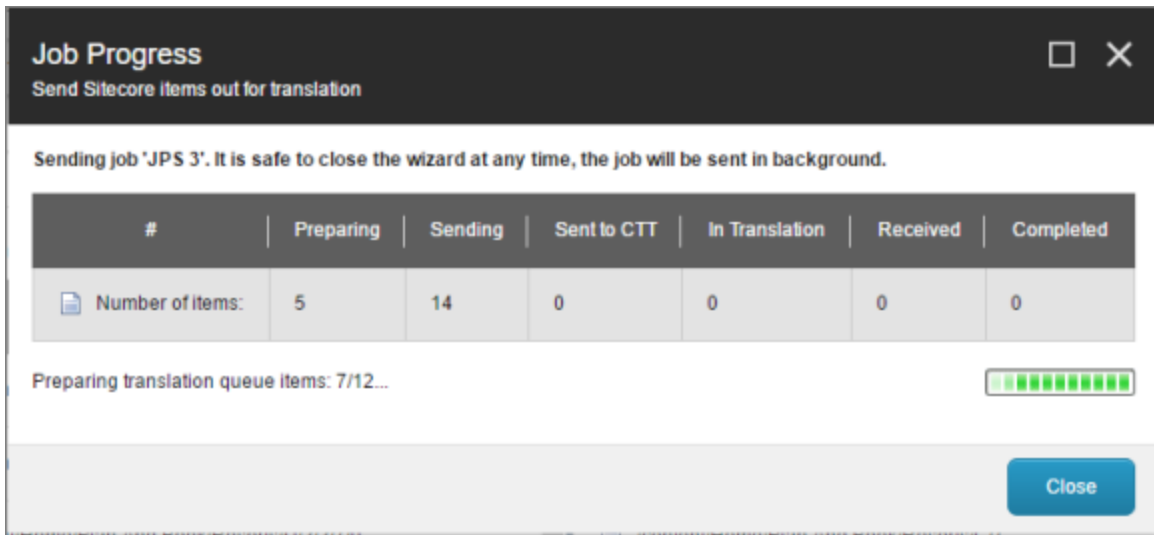 Job Progress
Send Sitecore items out for translation
Sending job 'JPS 3'. It is safe to close the wizard at any time, the job will be sent in background.
# Preparing Sending Sent to CTT In Translation Received Completed
Number of items: 5 14 0 0 0 0
Preparing translation queue items: 7/12...
Close